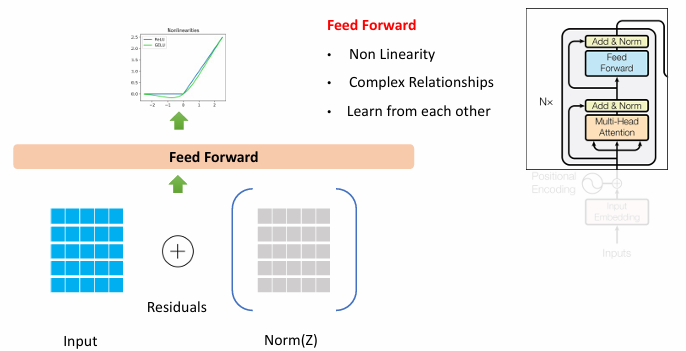 Nonlinearities
ReLU
GELU
2.5
2.0
1.5
1.0
0.5
0.0
−2
−1
0
1
2
Feed Forward
• Non Linearity
• Complex Relationships
• Learn from each other
Feed Forward
Input
Residuals
Norm(Z)
N×
Add & Norm
Feed
Forward
Add & Norm
Multi-Head
Attention
Positional
Encoding
Input
Embedding
Inputs